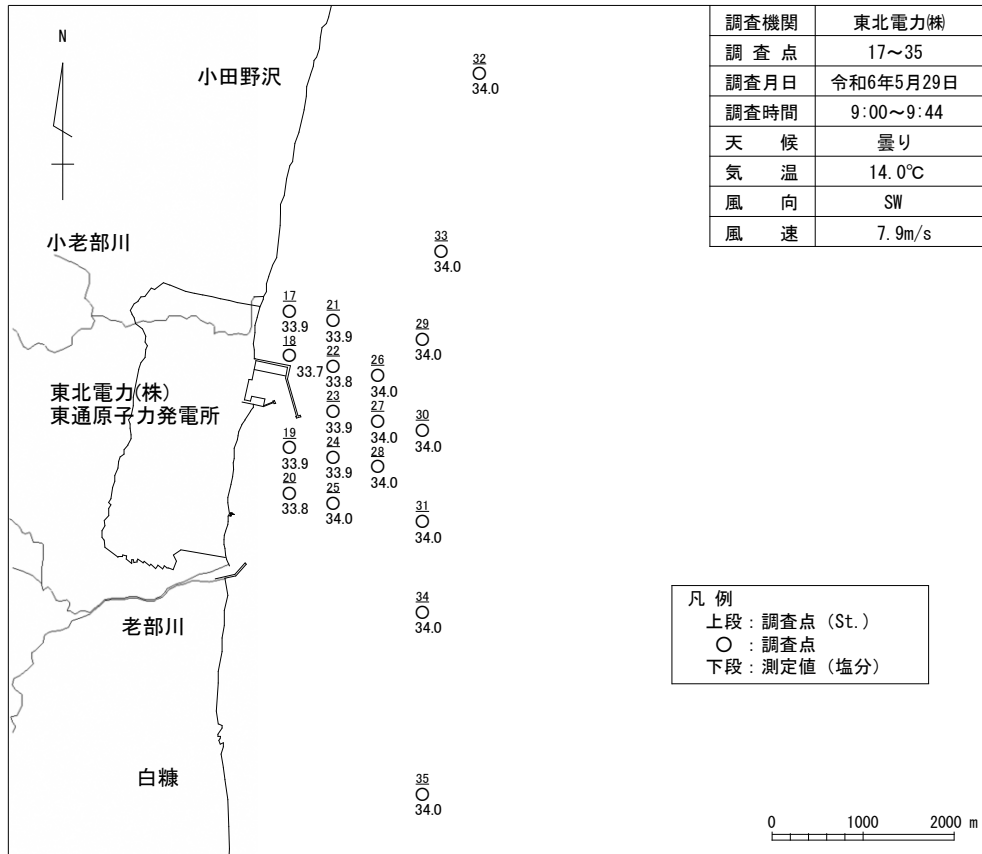 調査機関 東北電力㈱
調査点 17～35
調査月日 令和6年5月29日
調査時間 9:00～9:44
天候 曇り
気温 14.0℃
風向 SW
風速 7.9m/s
N
小田野沢
32
34.0
小老部川
33
34.0
17
33.9
21
33.9
29
34.0
18
33.7
22
33.8
26
34.0
東北電力(株)
東通原子力発電所
23
33.9
27
34.0
30
34.0
19
33.9
24
33.9
28
34.0
20
33.8
25
34.0
31
34.0
34
34.0
老部川
凡 例
上段：調査点 (St.)
○ ：調査点
下段：測定値 (塩分)
白糠
35
34.0
0 1000 2000 m